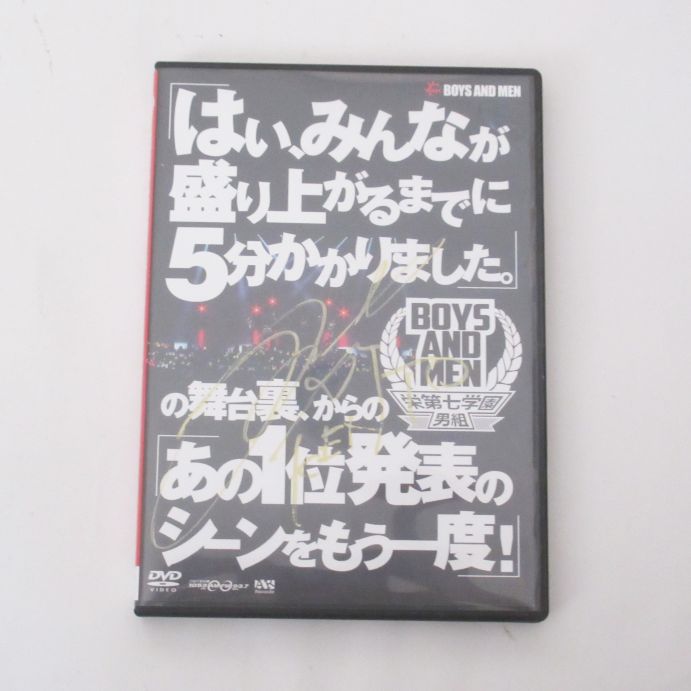 BOYS AND MEN
「はい、みんなが
盛り上がるまでに
5分かかりました。」
BOYS
AND
MEN
栄第七学園
男組
の舞台裏、からの
「あの1位発表の
シーンをもう一度!」
DVD
VIDEO